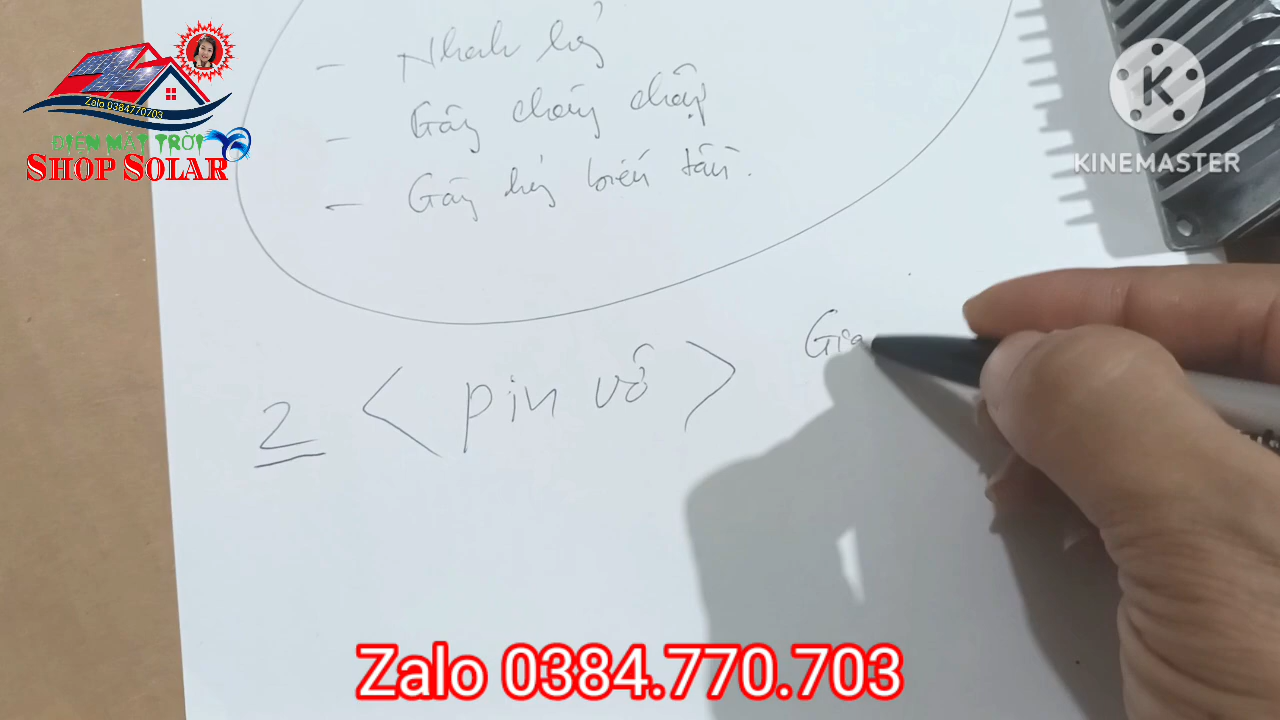 - Nhanh hỏng
- Gây cháy chập
- Gây hỏng biến tần.
2 < pin vỡ > Gia
Zalo 0384770703
ĐIỆN MẶT TRỜI
SHOP SOLAR
K
KINEMASTER
Zalo 0384.770.703